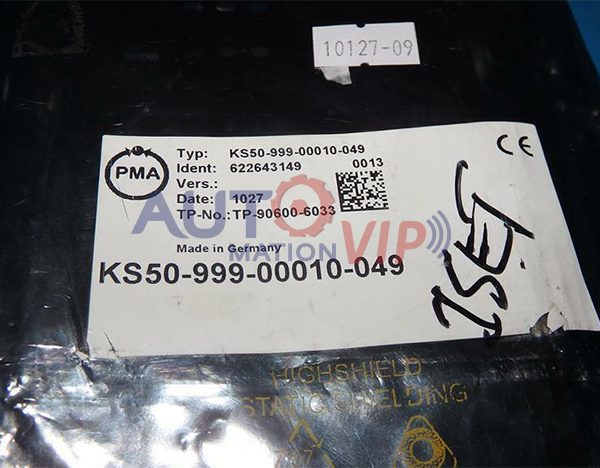 10127-09
PMA
Typ: KS50-999-00010-049
Ident: 622643149 0013
Vers.:
Date: 1027
TP-No.: TP-90600-6033
Made in Germany
KS50-999-00010-049
CE
AUTOMATION VIP
HIGHSHIELD
STATIC SHIELDING